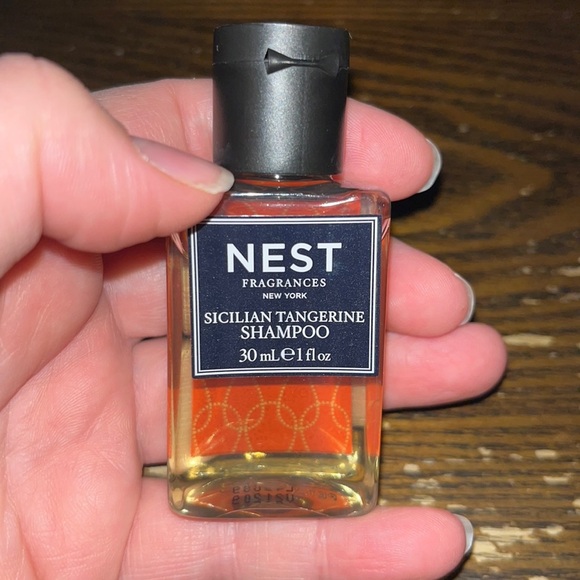 NEST
FRAGRANCES
NEW YORK
SICILIAN TANGERINE
SHAMPOO
30 mL℮1 fl oz